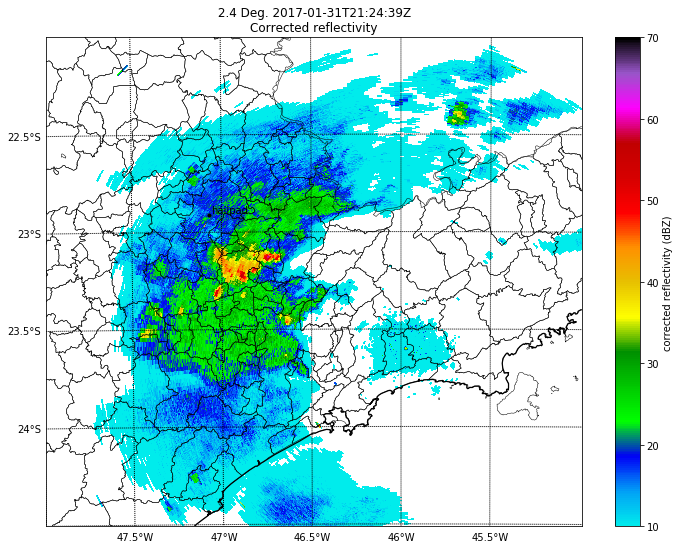 2.4 Deg. 2017-01-31T21:24:39Z
Corrected reflectivity
70
60
50
40
30
20
10
corrected reflectivity (dBZ)
22.5°S
23°S
23.5°S
24°S
47.5°W
47°W
46.5°W
46°W
45.5°W